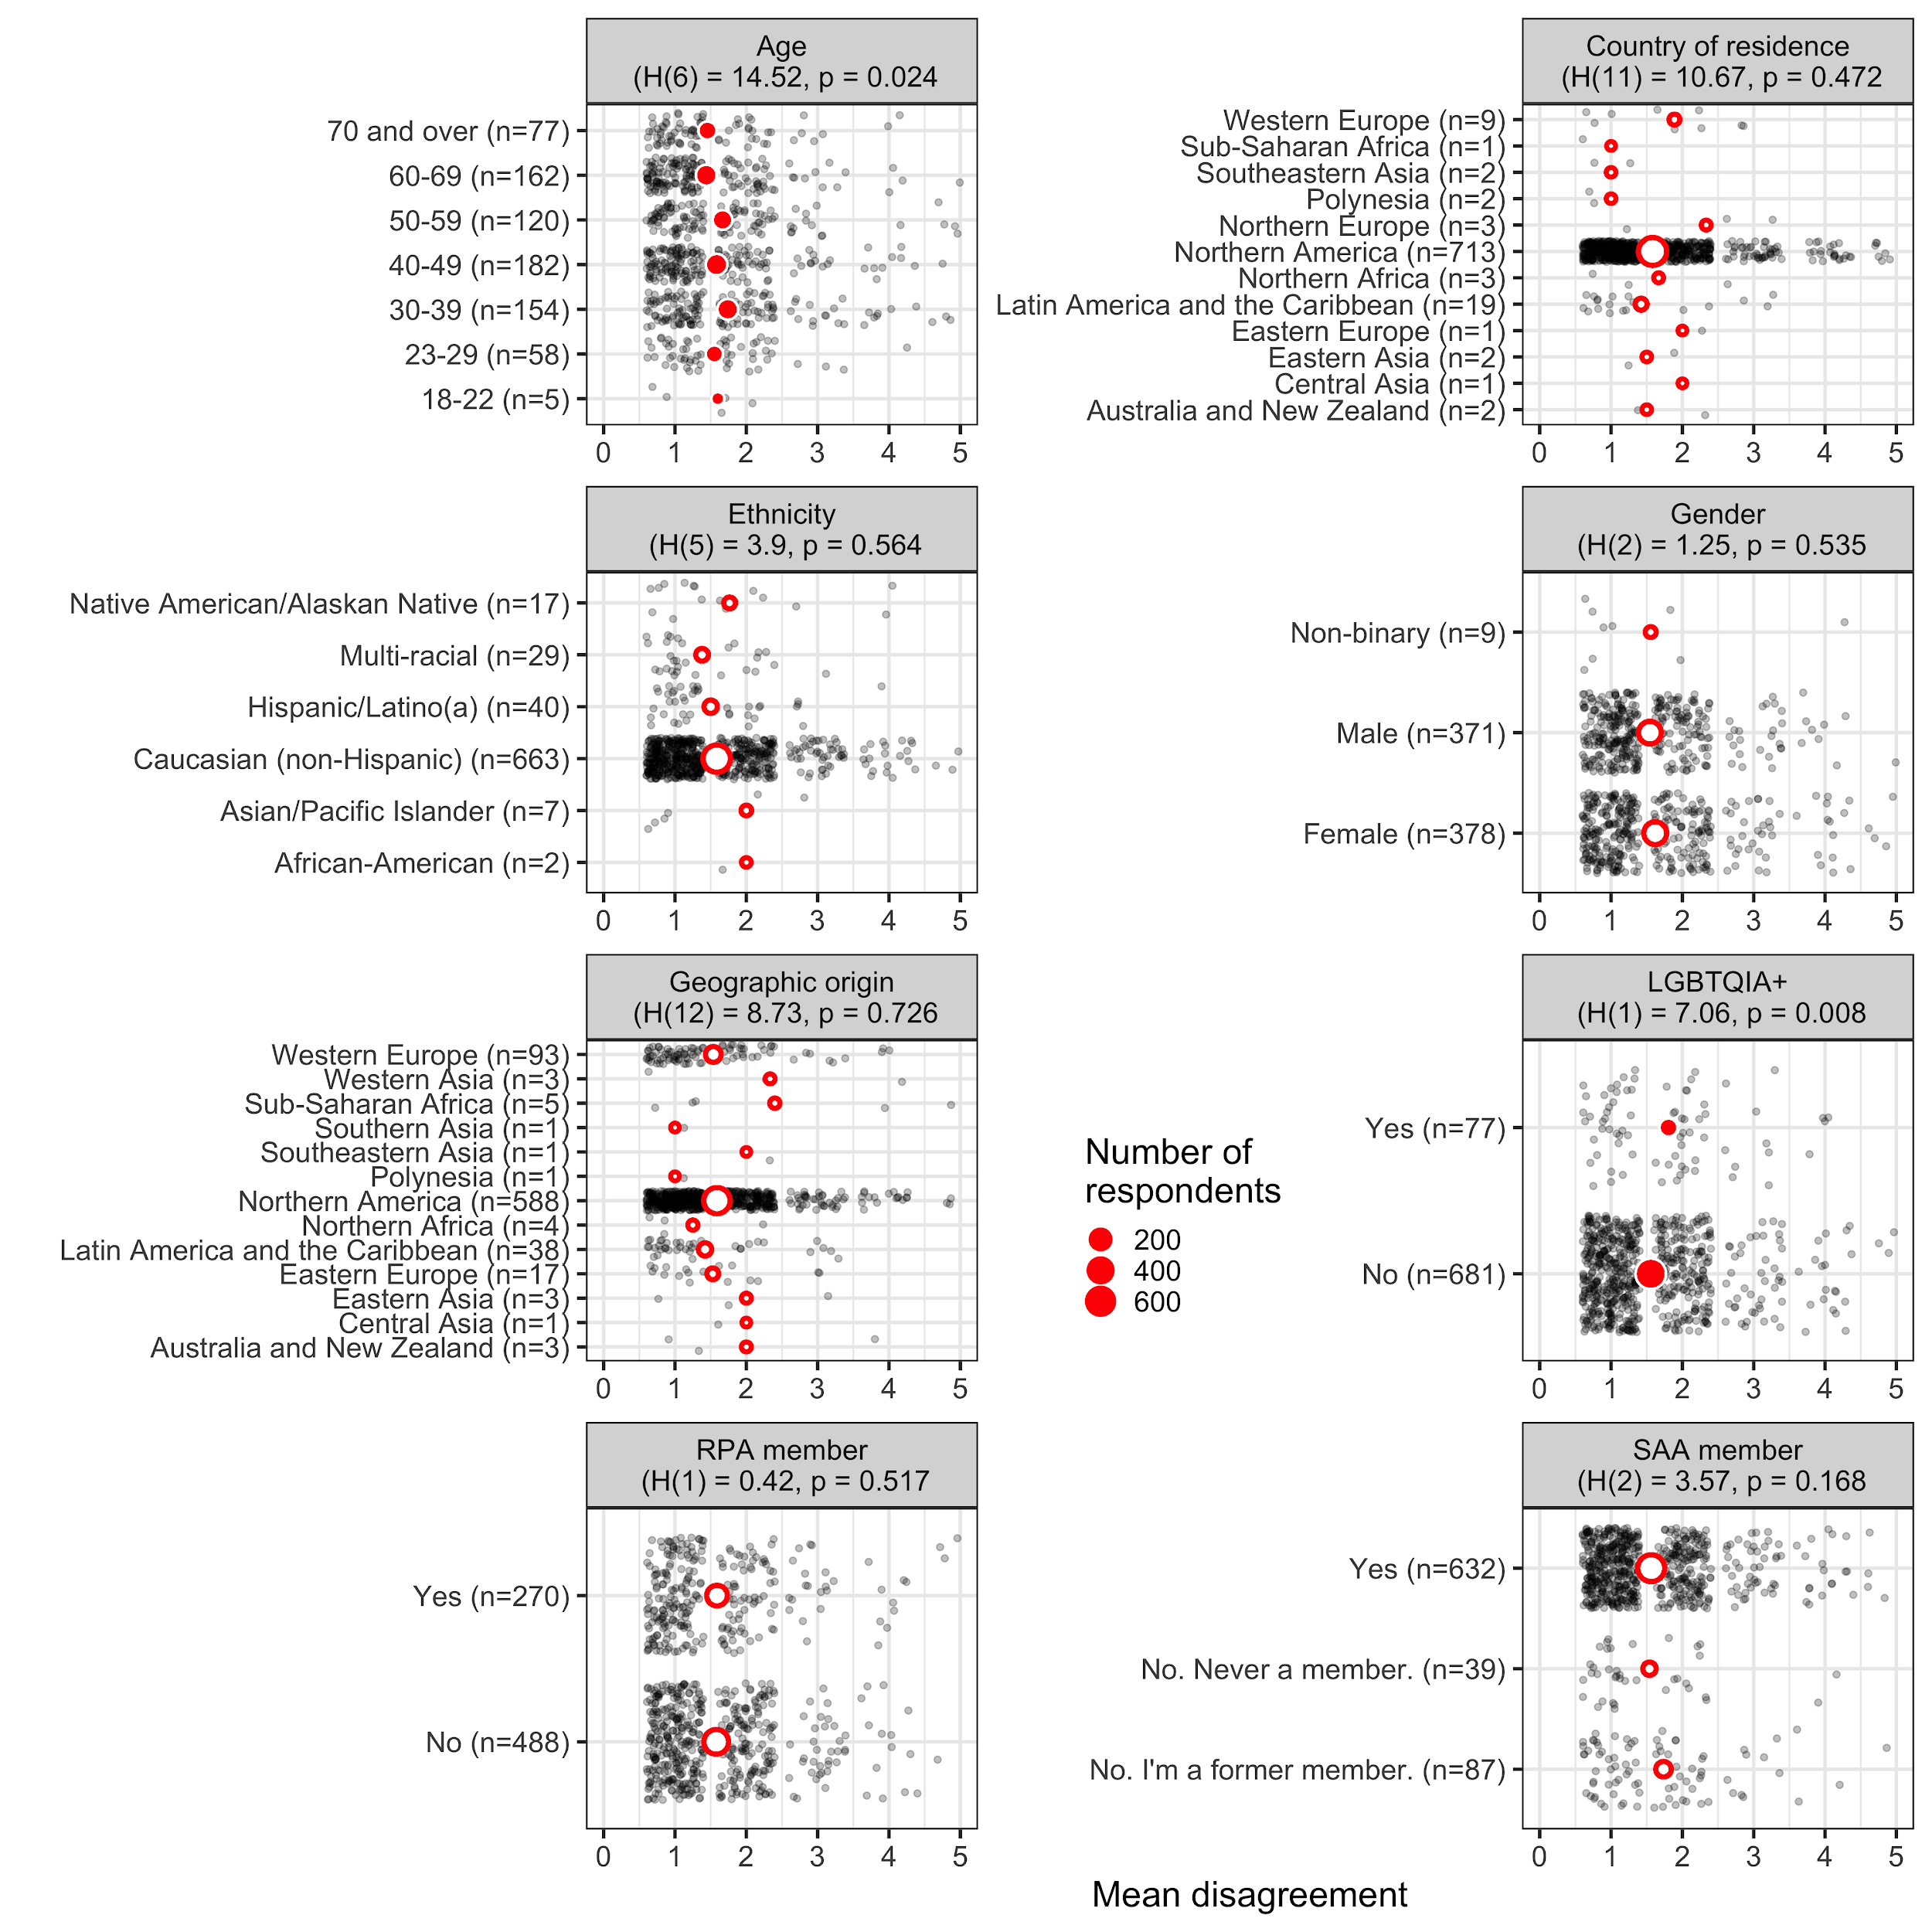 Age
(H(6) = 14.52, p = 0.024)
70 and over (n=77)
60-69 (n=162)
50-59 (n=120)
40-49 (n=182)
30-39 (n=154)
23-29 (n=58)
18-22 (n=5)
0 1 2 3 4 5
Country of residence
(H(11) = 10.67, p = 0.472)
Western Europe (n=9)
Sub-Saharan Africa (n=1)
Southeastern Asia (n=2)
Polynesia (n=2)
Northern Europe (n=3)
Northern America (n=713)
Northern Africa (n=3)
Latin America and the Caribbean (n=19)
Eastern Europe (n=1)
Eastern Asia (n=2)
Central Asia (n=1)
Australia and New Zealand (n=2)
0 1 2 3 4 5
Ethnicity
(H(5) = 3.9, p = 0.564)
Native American/Alaskan Native (n=17)
Multi-racial (n=29)
Hispanic/Latino(a) (n=40)
Caucasian (non-Hispanic) (n=663)
Asian/Pacific Islander (n=7)
African-American (n=2)
0 1 2 3 4 5
Gender
(H(2) = 1.25, p = 0.535)
Non-binary (n=9)
Male (n=371)
Female (n=378)
0 1 2 3 4 5
Geographic origin
(H(12) = 8.73, p = 0.726)
Western Europe (n=93)
Western Asia (n=3)
Sub-Saharan Africa (n=5)
Southern Asia (n=1)
Southeastern Asia (n=1)
Polynesia (n=1)
Northern America (n=588)
Northern Africa (n=4)
Latin America and the Caribbean (n=38)
Eastern Europe (n=17)
Eastern Asia (n=3)
Central Asia (n=1)
Australia and New Zealand (n=3)
0 1 2 3 4 5
Number of
respondents
200
400
600
LGBTQIA+
(H(1) = 7.06, p = 0.008)
Yes (n=77)
No (n=681)
0 1 2 3 4 5
RPA member
(H(1) = 0.42, p = 0.517)
Yes (n=270)
No (n=488)
0 1 2 3 4 5
SAA member
(H(2) = 3.57, p = 0.168)
Yes (n=632)
No. Never a member. (n=39)
No. I'm a former member. (n=87)
0 1 2 3 4 5
Mean disagreement